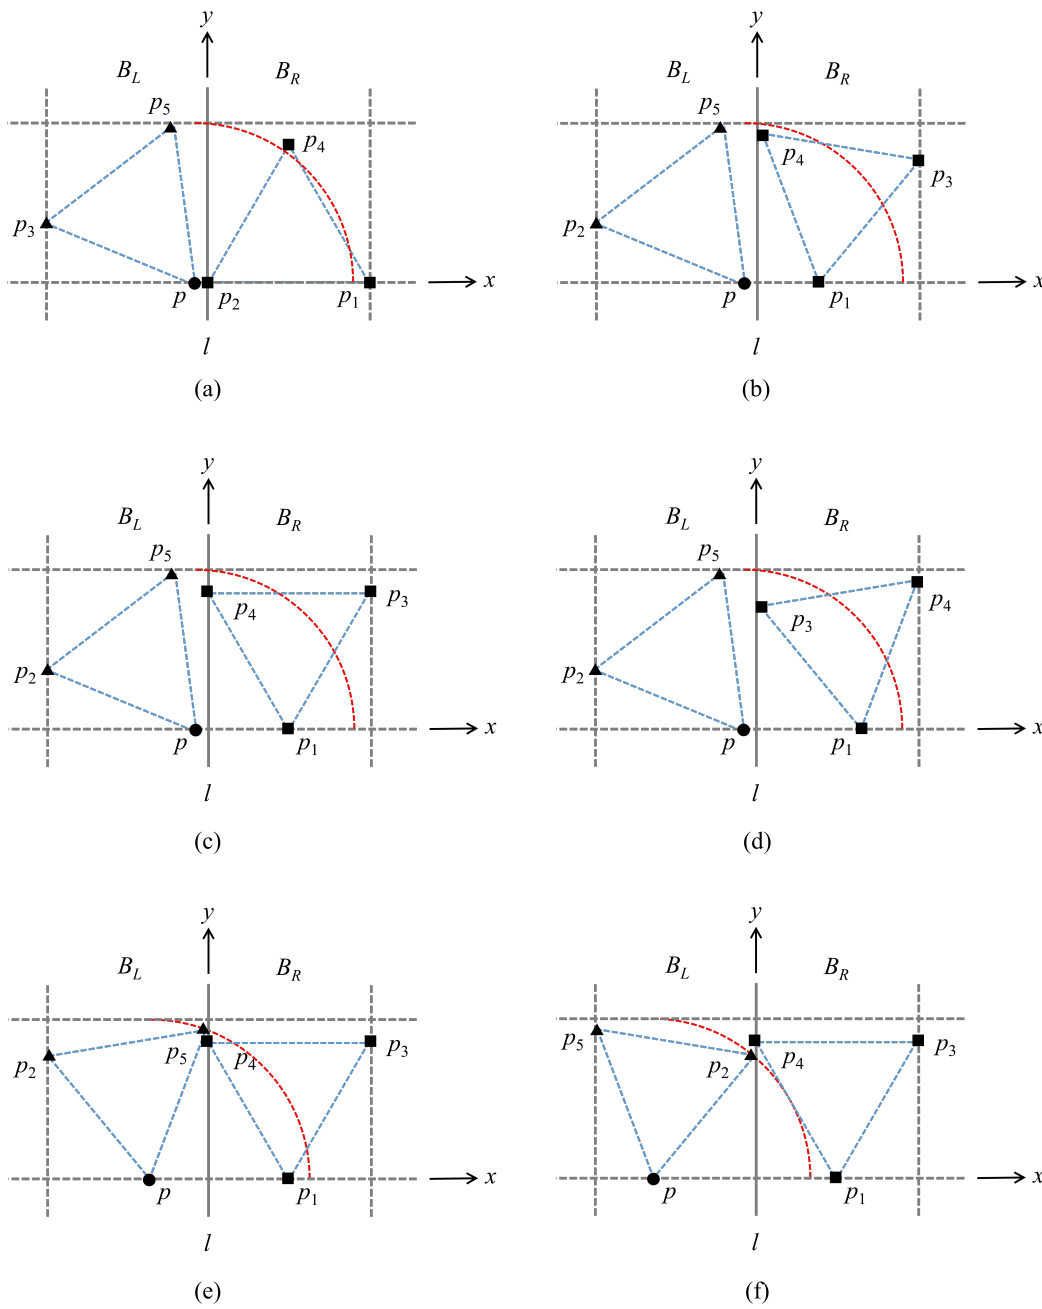 y y
B_L B_R B_L B_R
p_5 p_5
p_4 p_4
p_3 p_2 p_3
p p_2 p_1 x p p_1 x
l l
(a) (b)
y y
B_L B_R B_L B_R
p_5 p_5
p_4 p_3 p_3 p_4
p_2 p_2
p p_1 x p p_1 x
l l
(c) (d)
y y
B_L B_R B_L B_R
p_2 p_5 p_4 p_3 p_5 p_2 p_4 p_3
p p_1 x p p_1 x
l l
(e) (f)